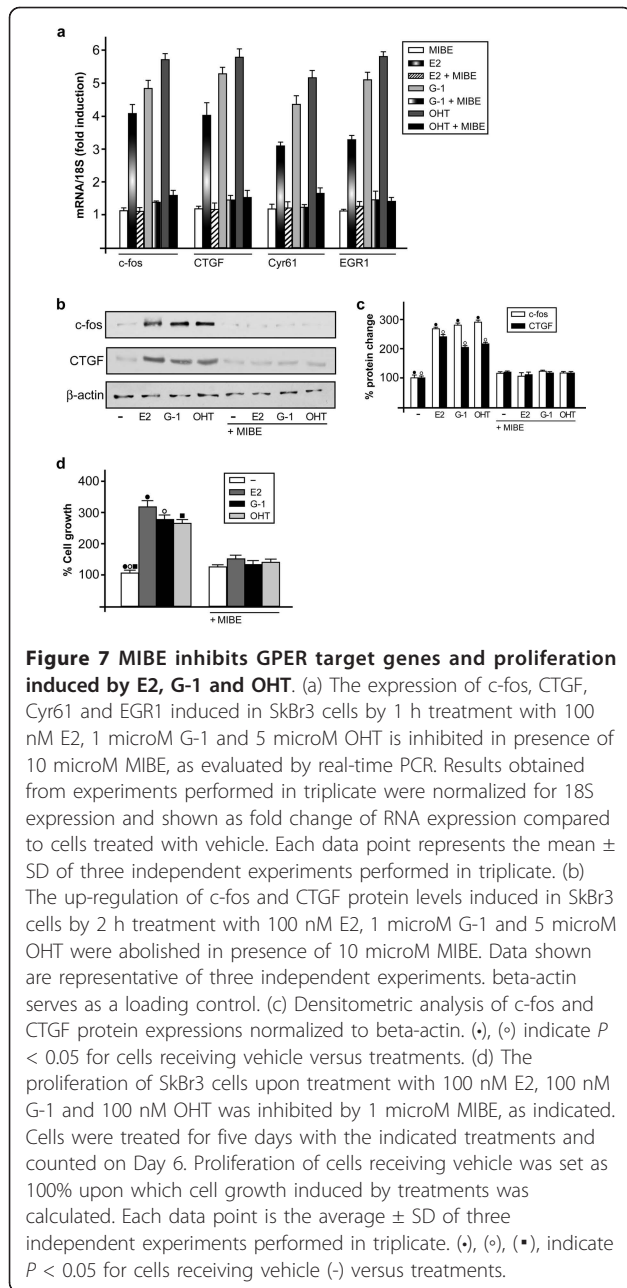 a
6
5
4
3
2
1
mRNA/18S (fold induction)
MIBE
E2
E2 + MIBE
G-1
G-1 + MIBE
OHT
OHT + MIBE
c-fos CTGF Cyr61 EGR1
b
c-fos
CTGF
β-actin
– E2 G-1 OHT – E2 G-1 OHT
+ MIBE
c
c-fos
CTGF
% protein change
300
200
100
– E2 G-1 OHT – E2 G-1 OHT
+ MIBE
d
–
E2
G-1
OHT
% Cell growth
400
300
200
100
+ MIBE
Figure 7 MIBE inhibits GPER target genes and proliferation
induced by E2, G-1 and OHT. (a) The expression of c-fos, CTGF,
Cyr61 and EGR1 induced in SkBr3 cells by 1 h treatment with 100
nM E2, 1 microM G-1 and 5 microM OHT is inhibited in presence of
10 microM MIBE, as evaluated by real-time PCR. Results obtained
from experiments performed in triplicate were normalized for 18S
expression and shown as fold change of RNA expression compared
to cells treated with vehicle. Each data point represents the mean ±
SD of three independent experiments performed in triplicate. (b)
The up-regulation of c-fos and CTGF protein levels induced in SkBr3
cells by 2 h treatment with 100 nM E2, 1 microM G-1 and 5 microM
OHT were abolished in presence of 10 microM MIBE. Data shown
are representative of three independent experiments. beta-actin
serves as a loading control. (c) Densitometric analysis of c-fos and
CTGF protein expressions normalized to beta-actin. (•), (◦) indicate P
< 0.05 for cells receiving vehicle versus treatments. (d) The
proliferation of SkBr3 cells upon treatment with 100 nM E2, 100 nM
G-1 and 100 nM OHT was inhibited by 1 microM MIBE, as indicated.
Cells were treated for five days with the indicated treatments and
counted on Day 6. Proliferation of cells receiving vehicle was set as
100% upon which cell growth induced by treatments was
calculated. Each data point is the average ± SD of three
independent experiments performed in triplicate. (•), (◦), (▪), indicate
P < 0.05 for cells receiving vehicle (-) versus treatments.